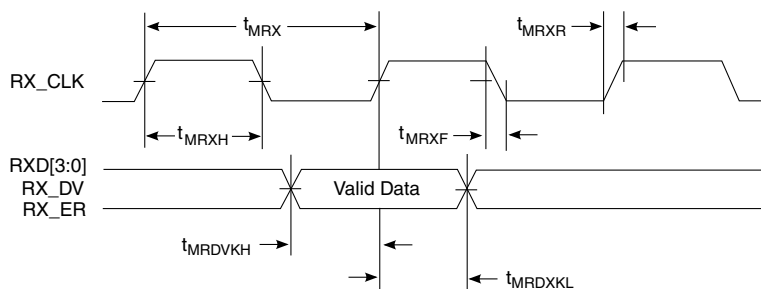 tMRX
tMRXR
RX_CLK
tMRXH
tMRXF
RXD[3:0]
RX_DV
Valid Data
RX_ER
tMRDVKH
tMRDXKL